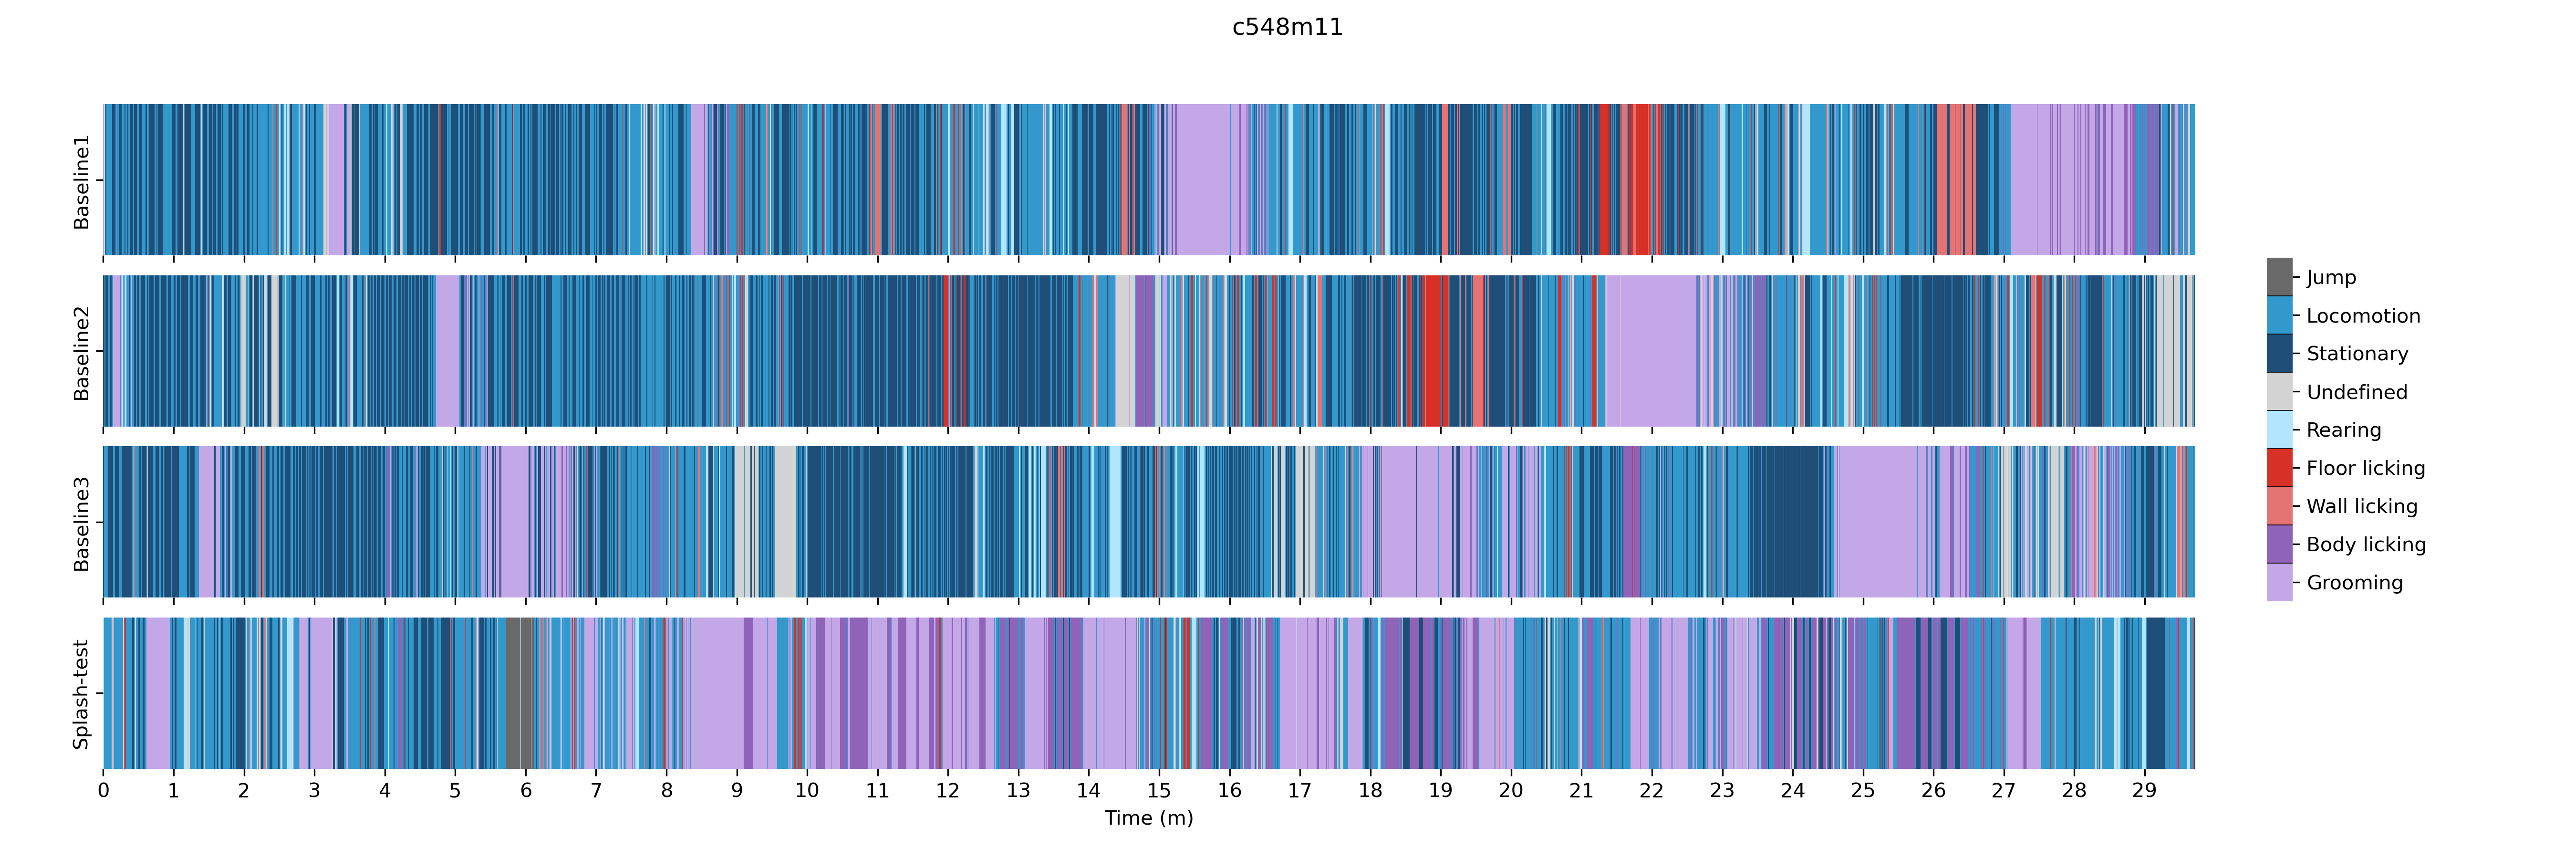 c548m11
Baseline1
Baseline2
Baseline3
Splash-test
0 1 2 3 4 5 6 7 8 9 10 11 12 13 14 15 16 17 18 19 20 21 22 23 24 25 26 27 28 29
Time (m)
Jump
Locomotion
Stationary
Undefined
Rearing
Floor licking
Wall licking
Body licking
Grooming